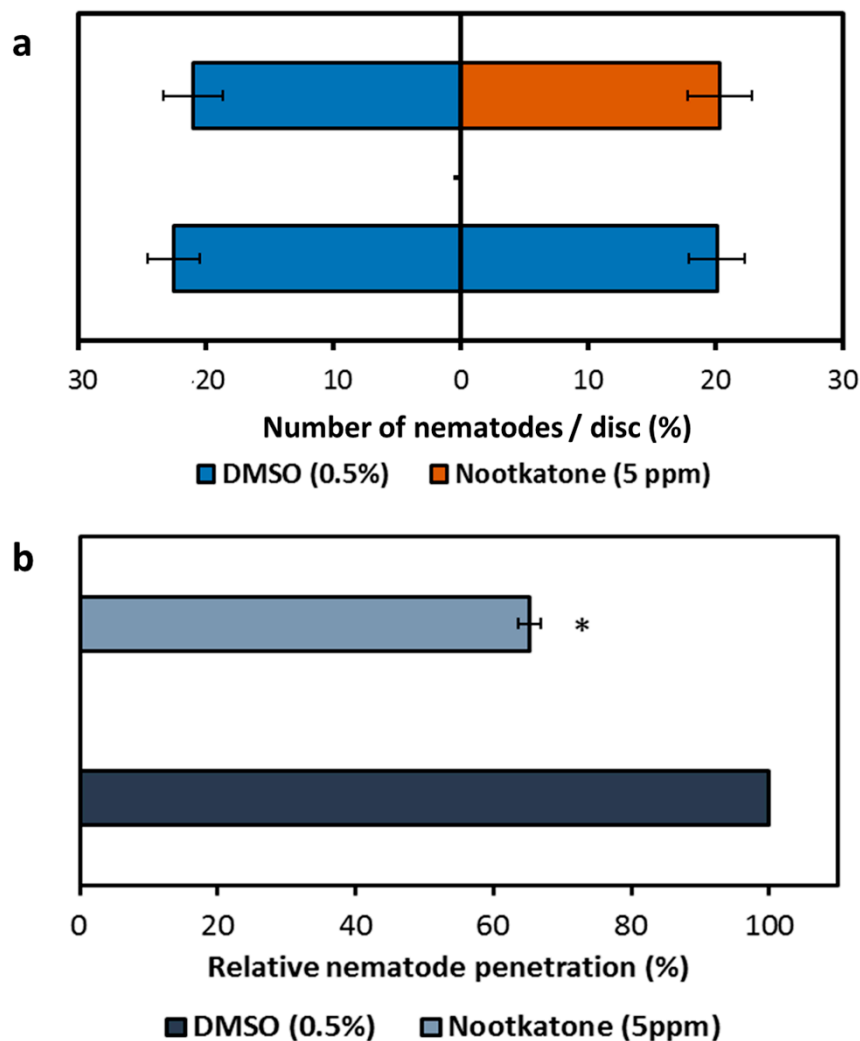 a
30 20 10 0 10 20 30
Number of nematodes / disc (%)
DMSO (0.5%) Nootkatone (5 ppm)
b
*
0 20 40 60 80 100
Relative nematode penetration (%)
DMSO (0.5%) Nootkatone (5ppm)